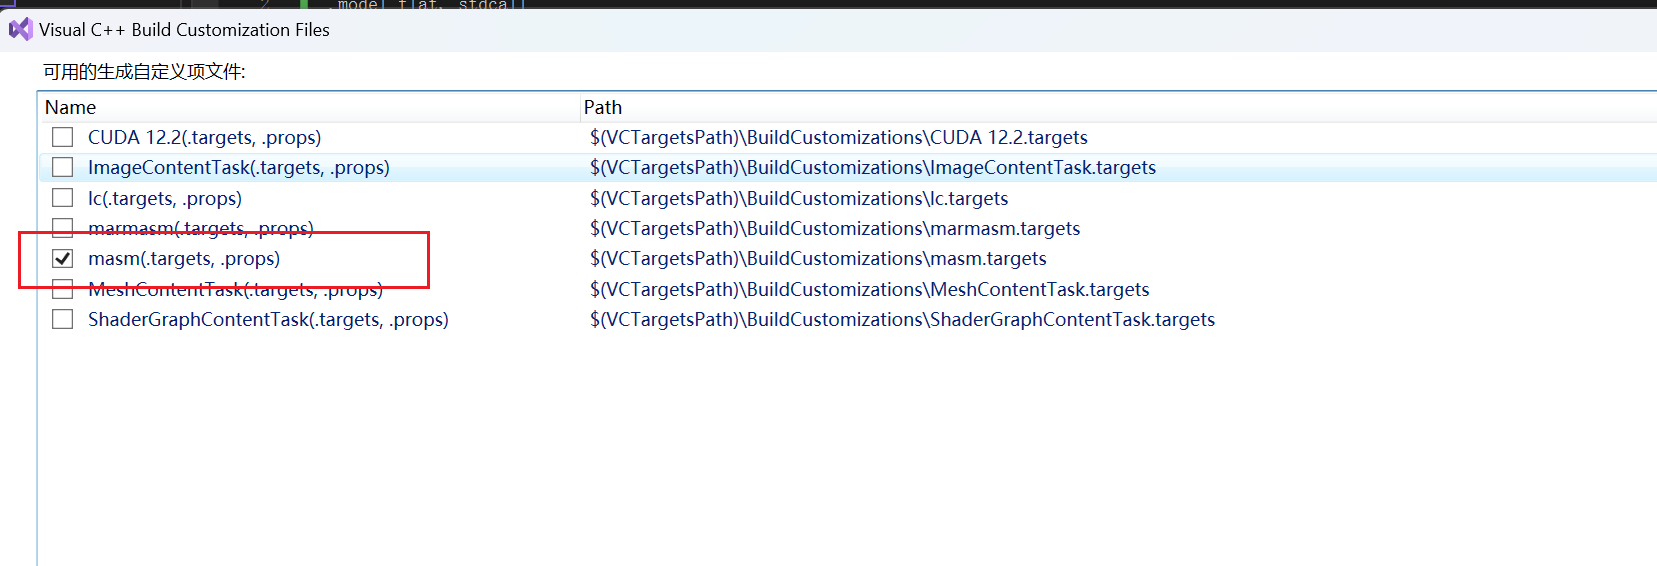 2 .model flat, stdcall
Visual C++ Build Customization Files
可用的生成自定义项文件:
Name Path
CUDA 12.2(.targets, .props) $(VCTargetsPath)\BuildCustomizations\CUDA 12.2.targets
ImageContentTask(.targets, .props) $(VCTargetsPath)\BuildCustomizations\ImageContentTask.targets
lc(.targets, .props) $(VCTargetsPath)\BuildCustomizations\lc.targets
marmasm(.targets, .props) $(VCTargetsPath)\BuildCustomizations\marmasm.targets
masm(.targets, .props) $(VCTargetsPath)\BuildCustomizations\masm.targets
MeshContentTask(.targets, .props) $(VCTargetsPath)\BuildCustomizations\MeshContentTask.targets
ShaderGraphContentTask(.targets, .props) $(VCTargetsPath)\BuildCustomizations\ShaderGraphContentTask.targets